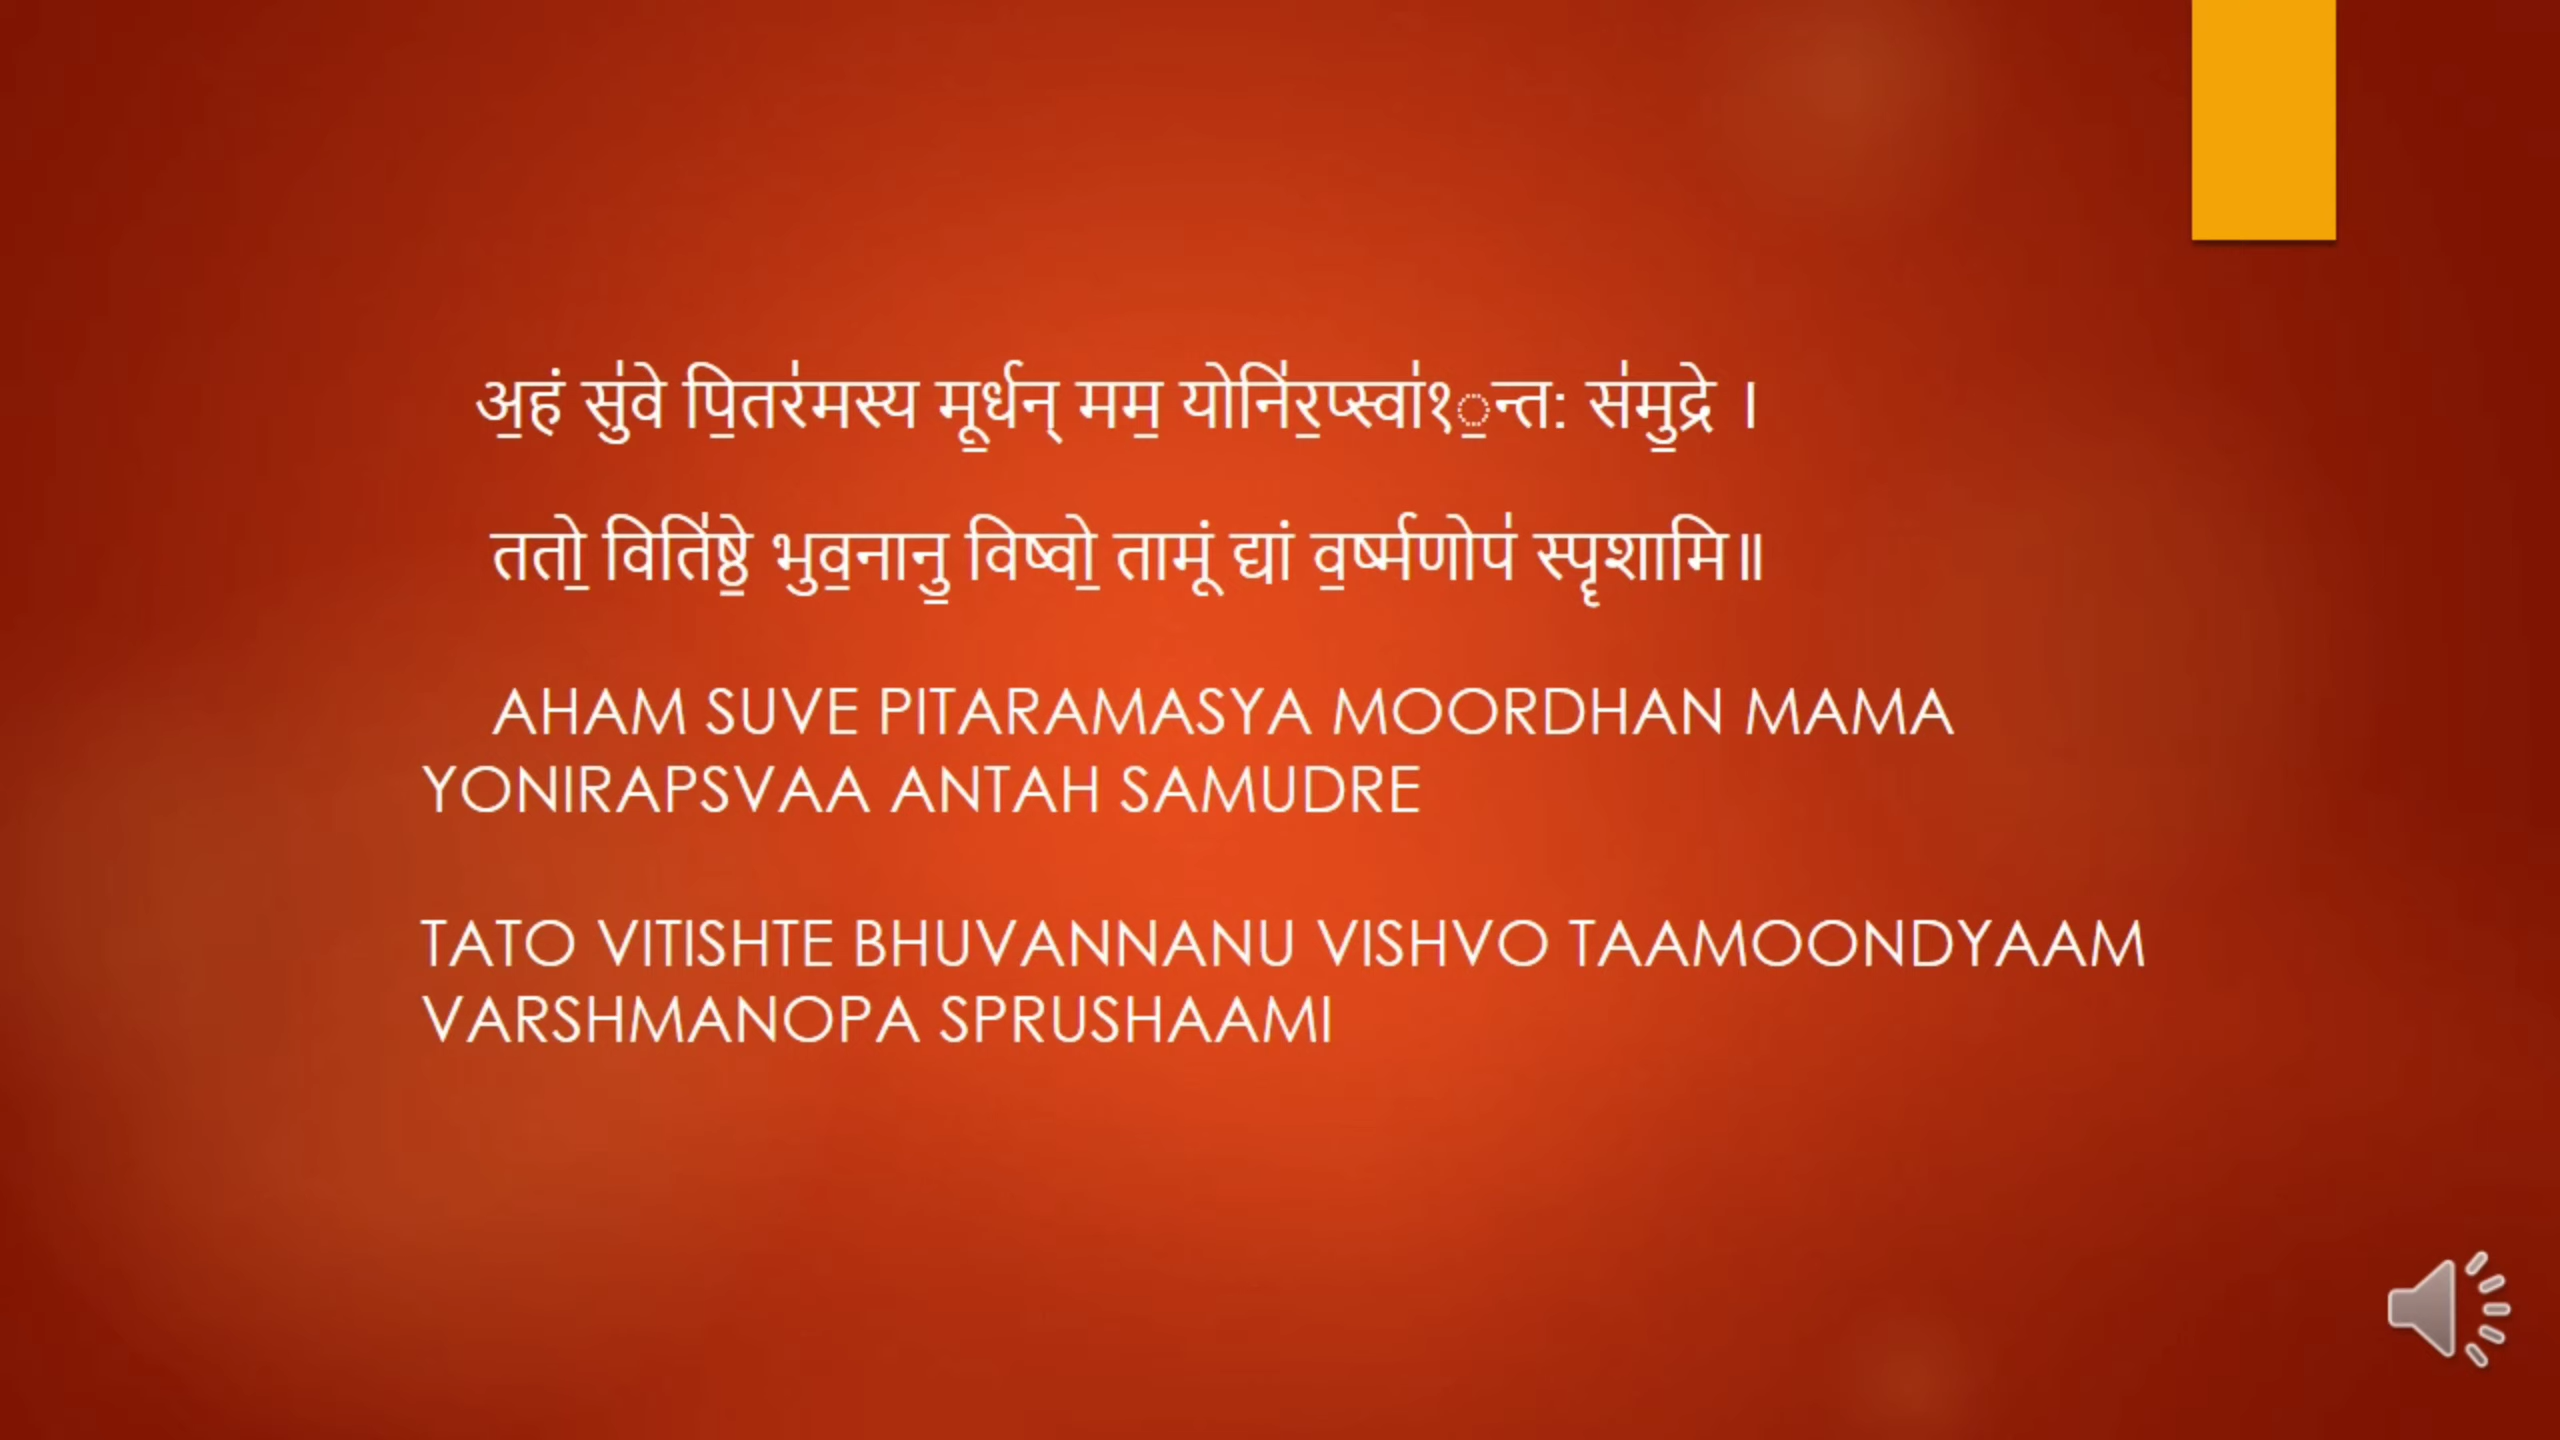 अ॒हं सु॑वे पि॒तर॑मस्य मू॒र्धन् मम॒ योनि॑र॒प्स्वा॑१॒न्त: स॑मु॒द्रे ।
ततो॒ विति॑ष्ठे॒ भुव॒नानु॒ विष्वो॒ तामूं द्यां व॒र्ष्मणोप॑ स्पृशामि॥
AHAM SUVE PITARAMASYA MOORDHAN MAMA
YONIRAPSVAA ANTAH SAMUDRE
TATO VITISHTE BHUVANNANU VISHVO TAAMOONDYAAM
VARSHMANOPA SPRUSHAAMI